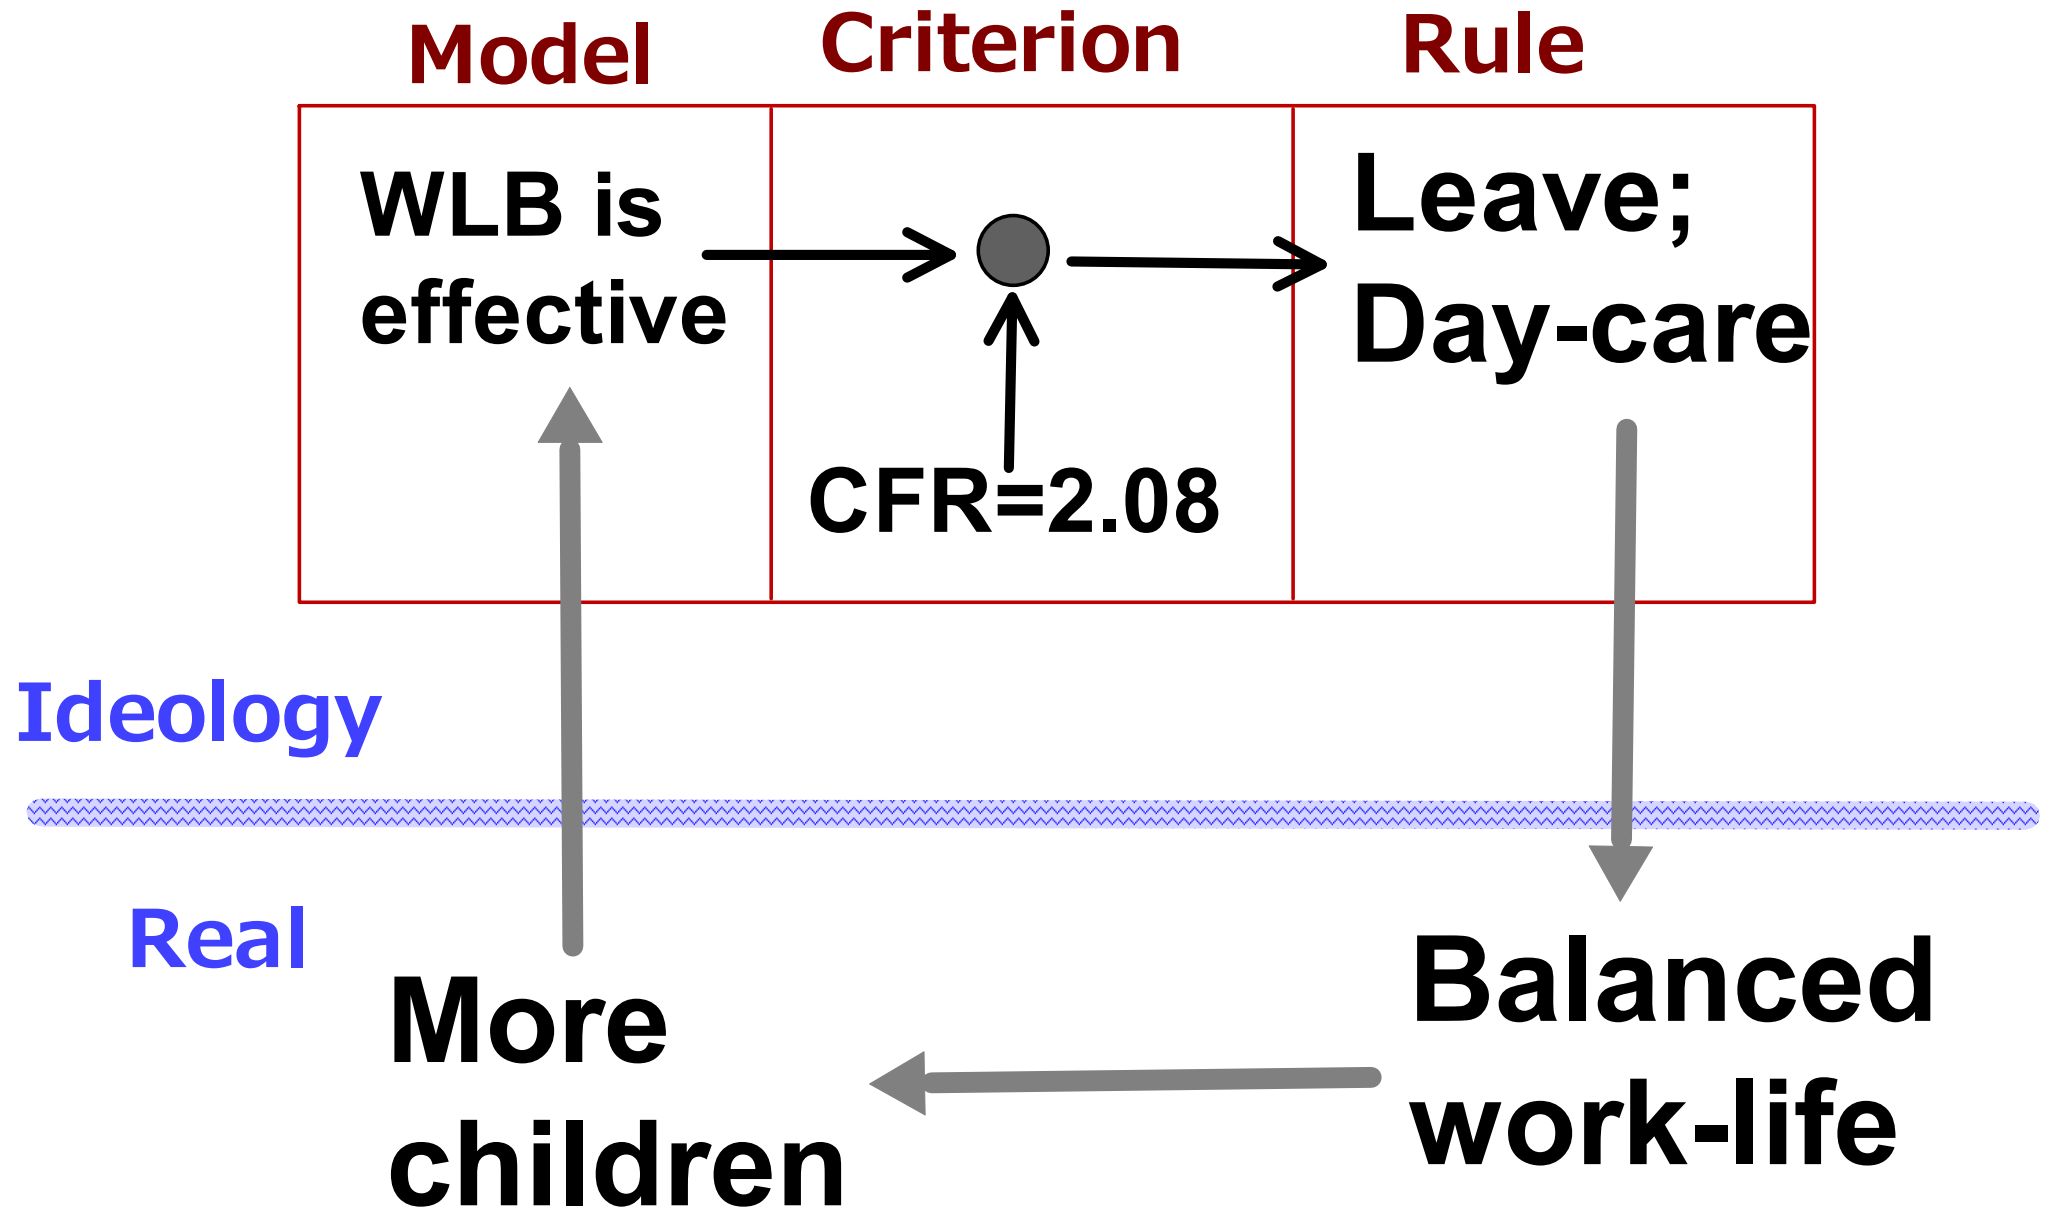 Model
Criterion
Rule
WLB is
effective
CFR=2.08
Leave;
Day-care
Ideology
Real
More
children
Balanced
work-life